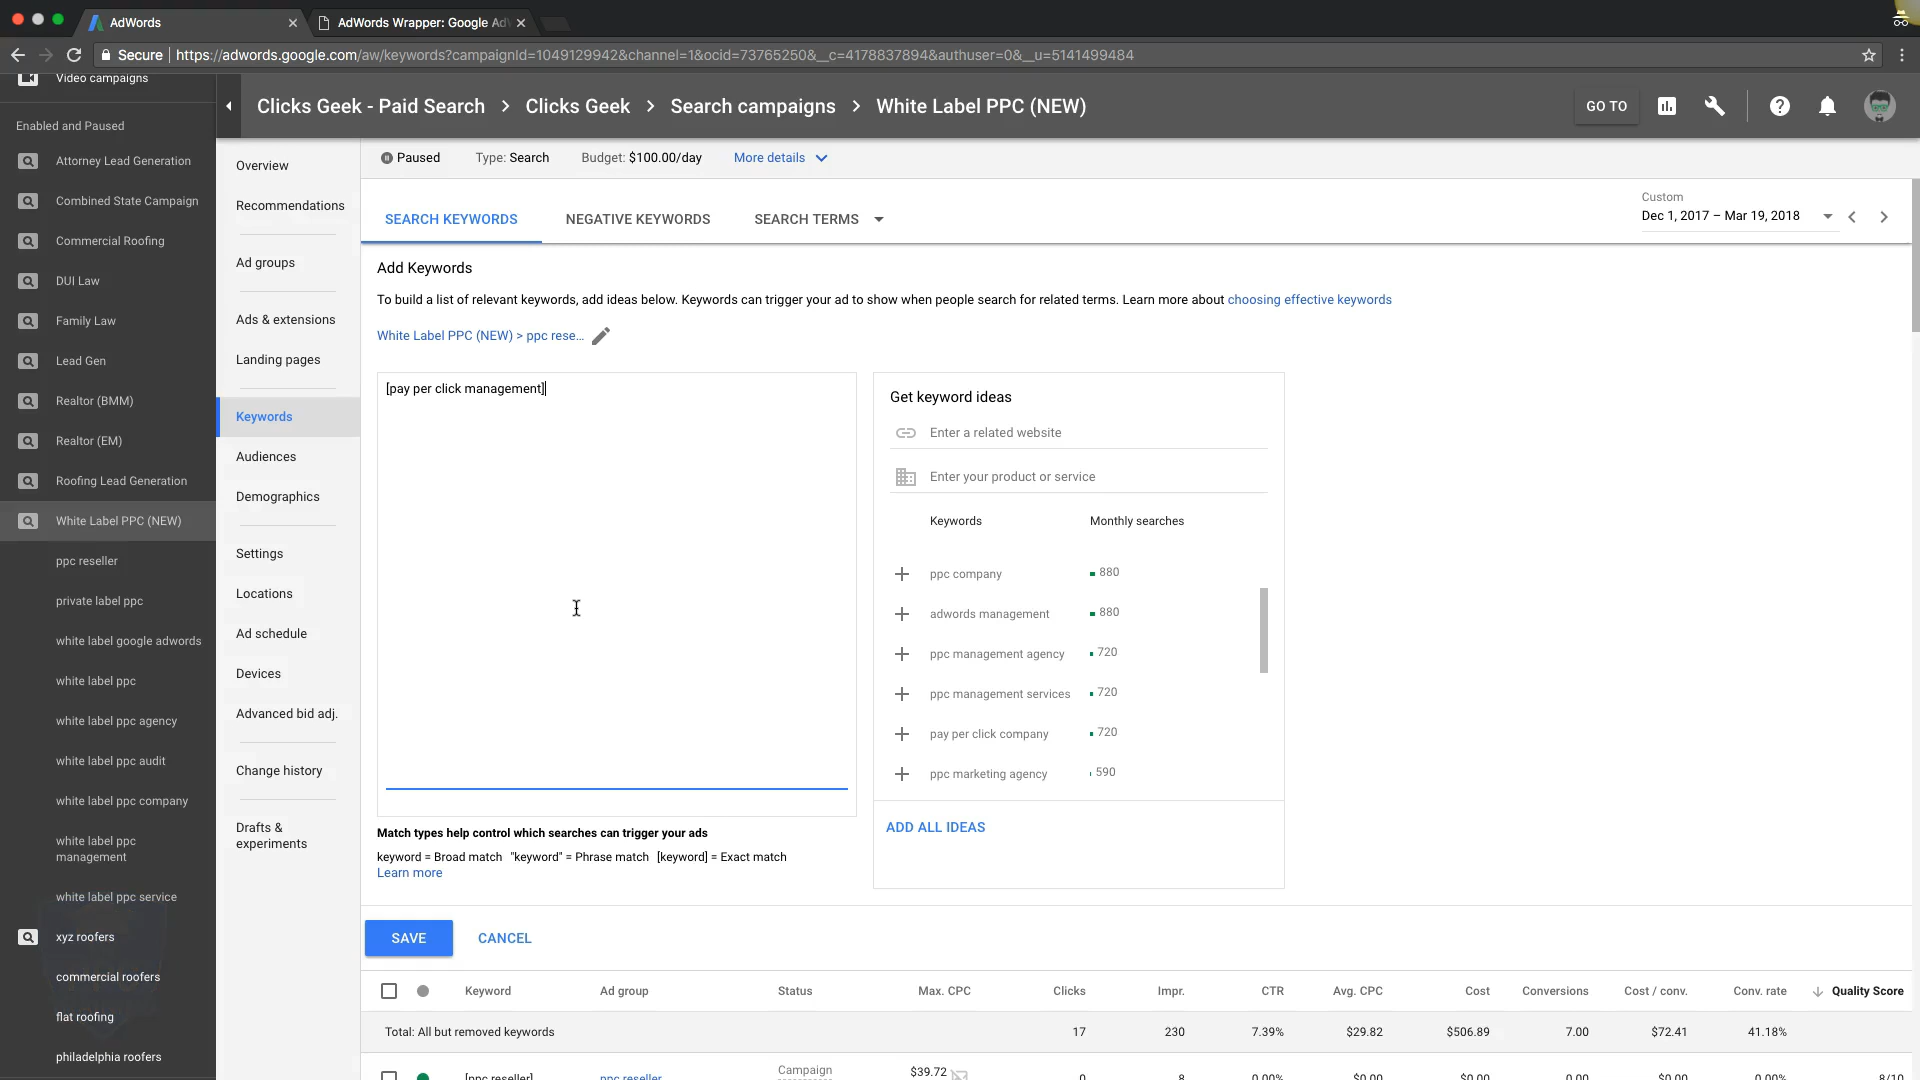 AdWords
AdWords Wrapper: Google Ad
Secure
https://adwords.google.com/aw/keywords?campaignId=1049129942&channel=1&ocid=73765250&__c=4178837894&authuser=0&__u=5141499484
Video campaigns
Clicks Geek - Paid Search > Clicks Geek > Search campaigns > White Label PPC (NEW)
GO TO
Enabled and Paused
Attorney Lead Generation
Combined State Campaign
Commercial Roofing
DUI Law
Family Law
Lead Gen
Realtor (BMM)
Realtor (EM)
Roofing Lead Generation
White Label PPC (NEW)
ppc reseller
private label ppc
white label google adwords
white label ppc
white label ppc agency
white label ppc audit
white label ppc company
white label ppc
management
white label ppc service
xyz roofers
commercial roofers
flat roofing
philadelphia roofers
Overview
Recommendations
Ad groups
Ads & extensions
Landing pages
Keywords
Audiences
Demographics
Settings
Locations
Ad schedule
Devices
Advanced bid adj.
Change history
Drafts &
experiments
Paused Type: Search Budget: $100.00/day More details
SEARCH KEYWORDS NEGATIVE KEYWORDS SEARCH TERMS
Custom
Dec 1, 2017 – Mar 19, 2018
Add Keywords
To build a list of relevant keywords, add ideas below. Keywords can trigger your ad to show when people search for related terms. Learn more about choosing effective keywords
White Label PPC (NEW) > ppc rese...
[pay per click management]
Get keyword ideas
Enter a related website
Enter your product or service
Keywords Monthly searches
ppc company 880
adwords management 880
ppc management agency 720
ppc management services 720
pay per click company 720
ppc marketing agency 590
ADD ALL IDEAS
Match types help control which searches can trigger your ads
keyword = Broad match "keyword" = Phrase match [keyword] = Exact match
Learn more
SAVE CANCEL
Keyword Ad group Status Max. CPC Clicks Impr. CTR Avg. CPC Cost Conversions Cost / conv. Conv. rate Quality Score
Total: All but removed keywords 17 230 7.39% $29.82 $506.89 7.00 $72.41 41.18%
[ppc reseller] ppc reseller Campaign $39.72 0 8 0.00% $0.00 $0.00 0.00 $0.00 0.00% 8/10